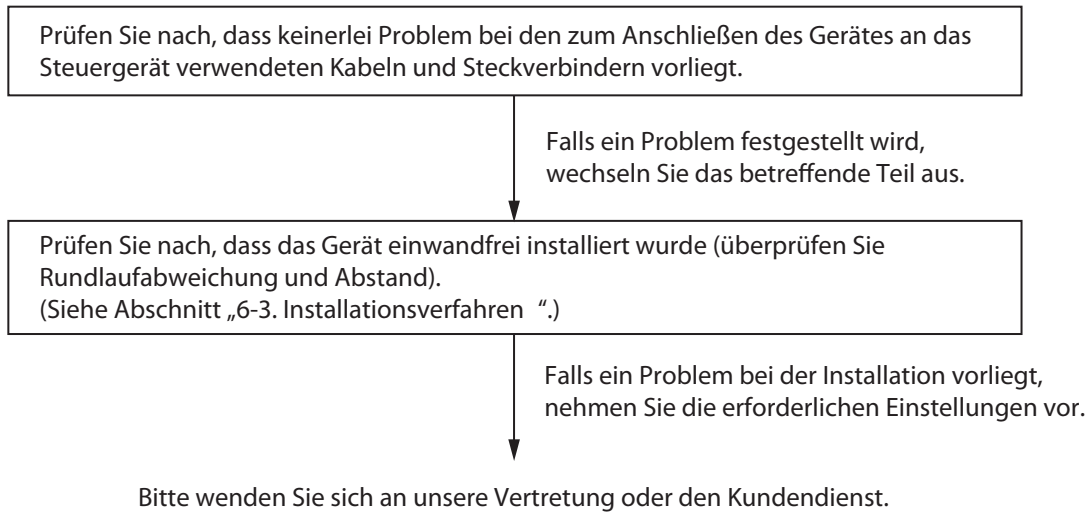 Prüfen Sie nach, dass keinerlei Problem bei den zum Anschließen des Gerätes an das
Steuergerät verwendeten Kabeln und Steckverbindern vorliegt.
Falls ein Problem festgestellt wird,
wechseln Sie das betreffende Teil aus.
Prüfen Sie nach, dass das Gerät einwandfrei installiert wurde (überprüfen Sie
Rundlaufabweichung und Abstand).
(Siehe Abschnitt „6-3. Installationsverfahren “.)
Falls ein Problem bei der Installation vorliegt,
nehmen Sie die erforderlichen Einstellungen vor.
Bitte wenden Sie sich an unsere Vertretung oder den Kundendienst.